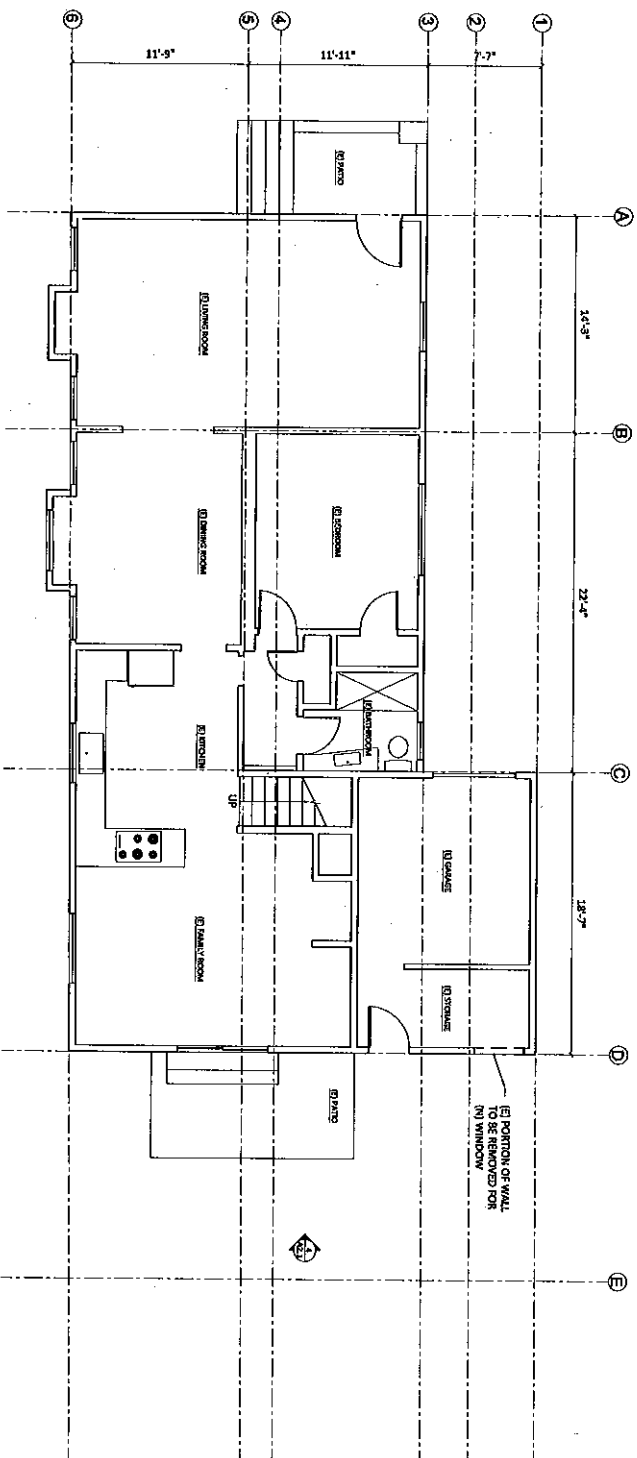 6
5
4
3
2
1
11'-9"
11'-11"
7'-7"
A
B
C
D
E
14'-3"
22'-4"
18'-7"
(E) PATIO
(E) LIVING ROOM
(E) DINING ROOM
(E) BEDROOM
(E) BATHROOM
(E) KITCHEN
UP
(E) GARAGE
(E) FAMILY ROOM
(E) STORAGE
(E) PATIO
(E) PORTION OF WALL
TO BE REMOVED FOR
(N) WINDOW
4